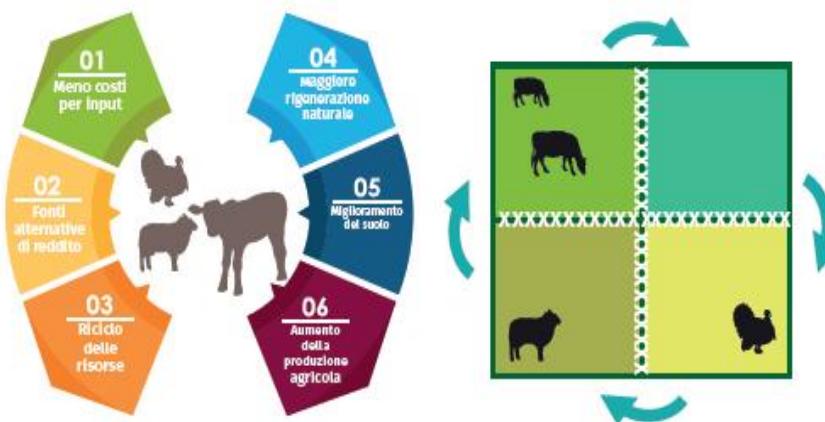 01
Meno costi
per input
02
Fonti
alternative
di reddito
03
Riciclo
delle
risorse
04
Maggiore
rigenerazione
naturale
05
Miglioramento
del suolo
06
Aumento
della
produzione
agricola